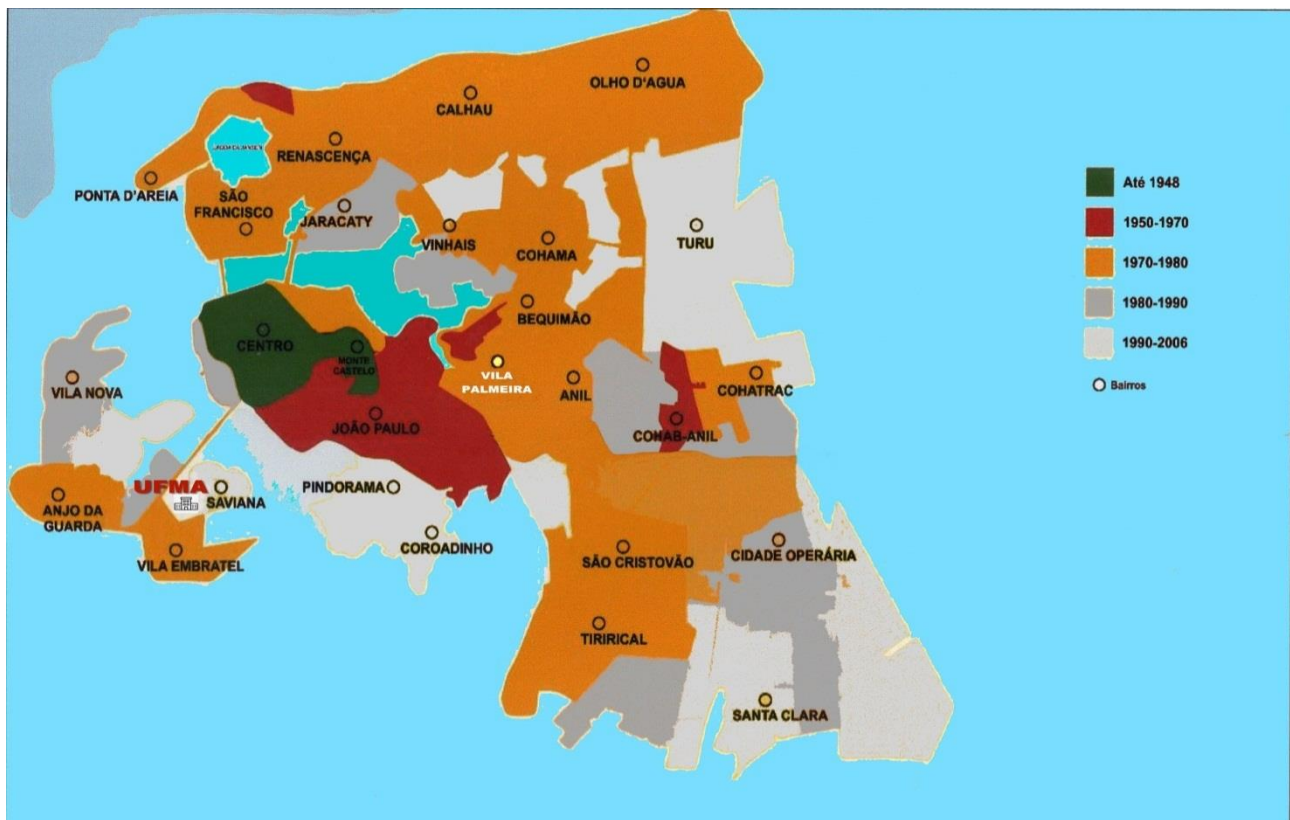 OLHO D'AGUA
CALHAU
RENASCENÇA
PONTA D'AREIA
SÃO
FRANCISCO
JARACATY
VINHAIS
COHAMA
TURU
BEQUIMÃO
CENTRO
MONTE
CASTELO
VILA
PALMEIRA
ANIL
COHATRAC
VILA NOVA
JOÃO PAULO
COHAB-ANIL
UFMA
SAVIANA
PINDORAMA
ANJO DA
GUARDA
COROADINHO
VILA EMBRATEL
SÃO CRISTOVÃO
CIDADE OPERÁRIA
TIRIRICAL
SANTA CLARA
Até 1948
1950-1970
1970-1980
1980-1990
1990-2006
Bairros